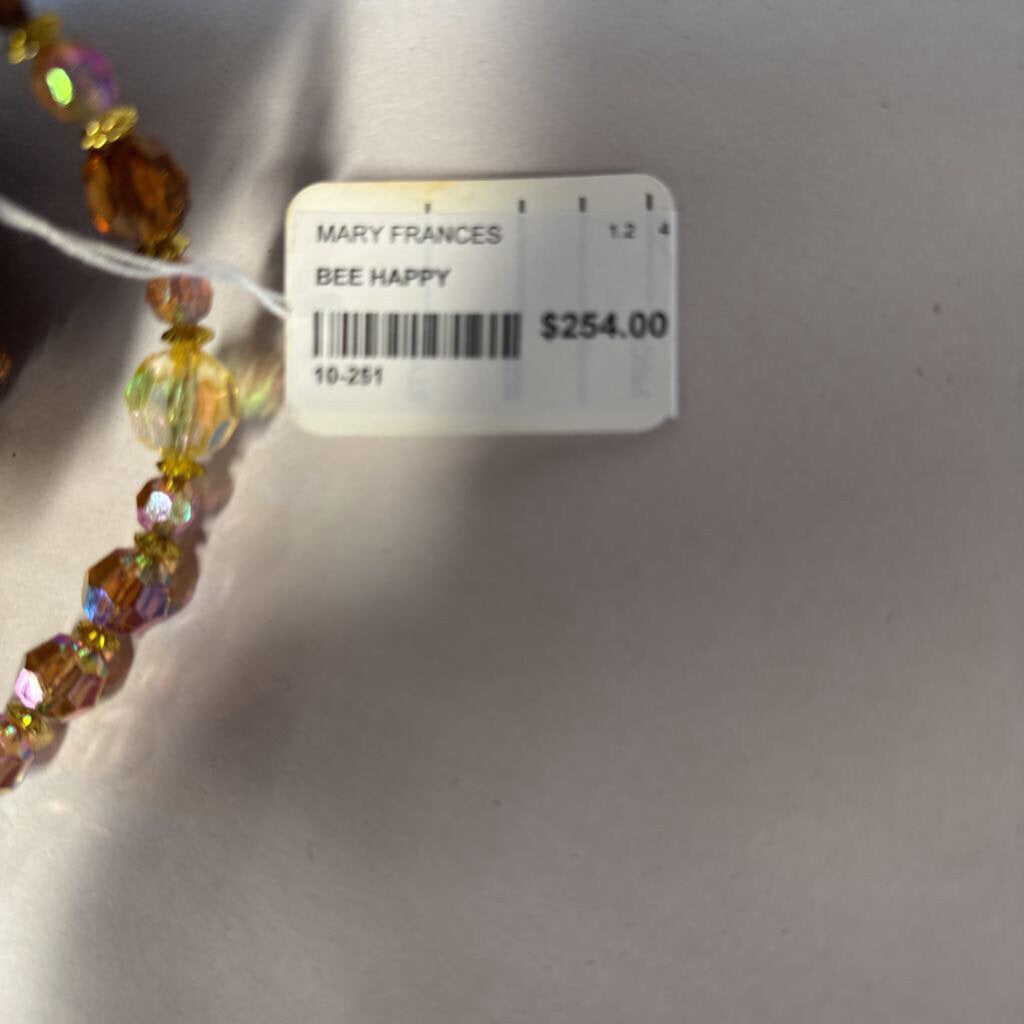 MARY FRANCES 1.2 4
BEE HAPPY
$254.00
10-251